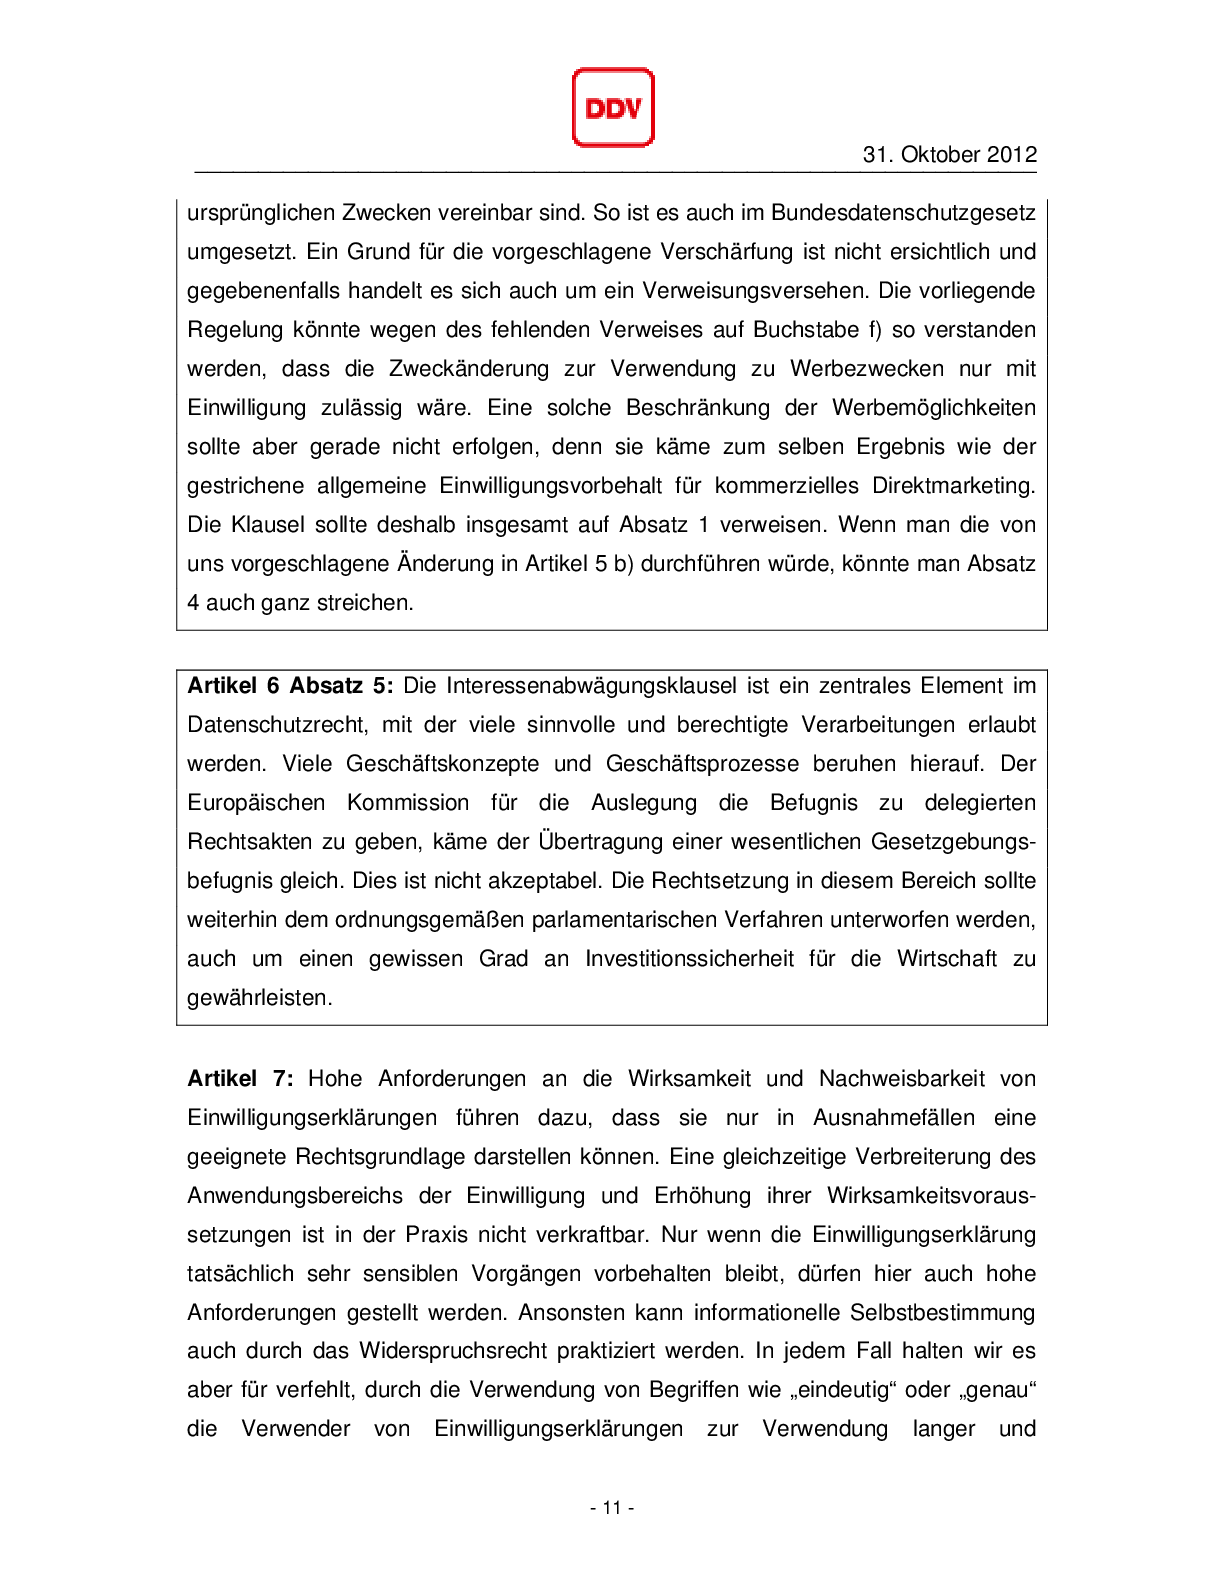 DDV
31. Oktober 2012
ursprünglichen Zwecken vereinbar sind. So ist es auch im Bundesdatenschutzgesetz
umgesetzt. Ein Grund für die vorgeschlagene Verschärfung ist nicht ersichtlich und
gegebenenfalls handelt es sich auch um ein Verweisungsversehen. Die vorliegende
Regelung könnte wegen des fehlenden Verweises auf Buchstabe f) so verstanden
werden, dass die Zweckänderung zur Verwendung zu Werbezwecken nur mit
Einwilligung zulässig wäre. Eine solche Beschränkung der Werbemöglichkeiten
sollte aber gerade nicht erfolgen, denn sie käme zum selben Ergebnis wie der
gestrichene allgemeine Einwilligungsvorbehalt für kommerzielles Direktmarketing.
Die Klausel sollte deshalb insgesamt auf Absatz 1 verweisen. Wenn man die von
uns vorgeschlagene Änderung in Artikel 5 b) durchführen würde, könnte man Absatz
4 auch ganz streichen.
Artikel 6 Absatz 5: Die Interessenabwägungsklausel ist ein zentrales Element im
Datenschutzrecht, mit der viele sinnvolle und berechtigte Verarbeitungen erlaubt
werden. Viele Geschäftskonzepte und Geschäftsprozesse beruhen hierauf. Der
Europäischen Kommission für die Auslegung die Befugnis zu delegierten
Rechtsakten zu geben, käme der Übertragung einer wesentlichen Gesetzgebungs-
befugnis gleich. Dies ist nicht akzeptabel. Die Rechtsetzung in diesem Bereich sollte
weiterhin dem ordnungsgemäßen parlamentarischen Verfahren unterworfen werden,
auch um einen gewissen Grad an Investitionssicherheit für die Wirtschaft zu
gewährleisten.
Artikel 7: Hohe Anforderungen an die Wirksamkeit und Nachweisbarkeit von
Einwilligungserklärungen führen dazu, dass sie nur in Ausnahmefällen eine
geeignete Rechtsgrundlage darstellen können. Eine gleichzeitige Verbreiterung des
Anwendungsbereichs der Einwilligung und Erhöhung ihrer Wirksamkeitsvoraus-
setzungen ist in der Praxis nicht verkraftbar. Nur wenn die Einwilligungserklärung
tatsächlich sehr sensiblen Vorgängen vorbehalten bleibt, dürfen hier auch hohe
Anforderungen gestellt werden. Ansonsten kann informationelle Selbstbestimmung
auch durch das Widerspruchsrecht praktiziert werden. In jedem Fall halten wir es
aber für verfehlt, durch die Verwendung von Begriffen wie „eindeutig“ oder „genau“
die Verwender von Einwilligungserklärungen zur Verwendung langer und
- 11 -